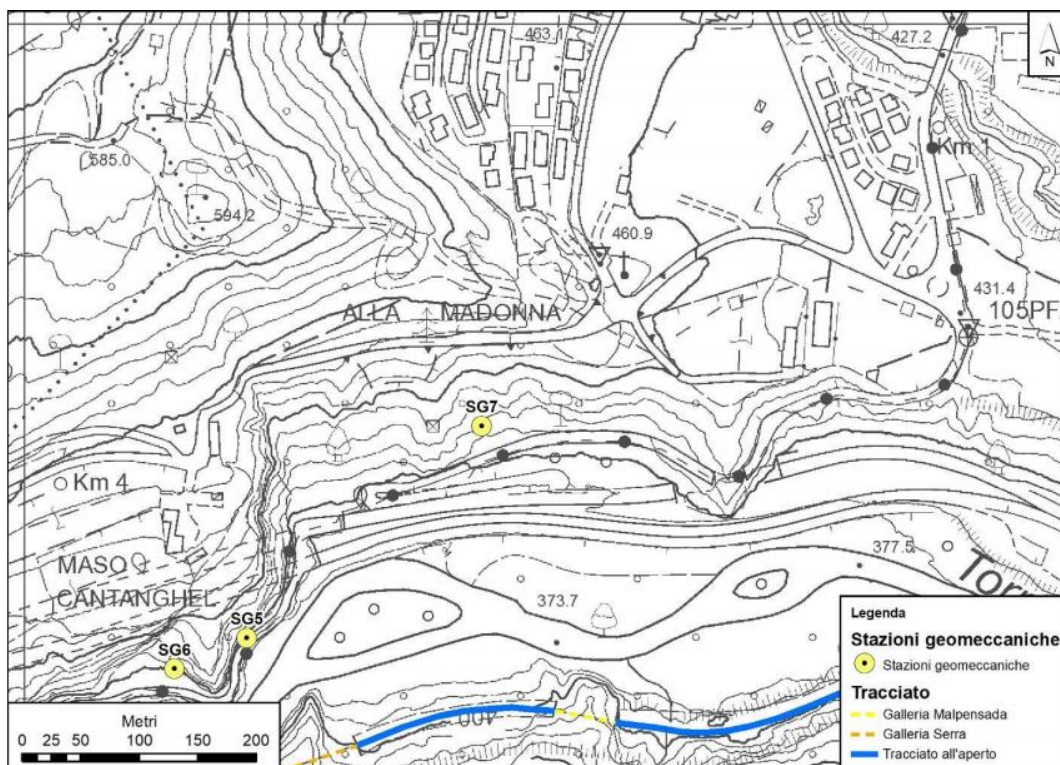 463.1
427.2
N
585.0
Km 1
594.2
460.9
431.4
ALLA MADONNA
105PF
SG7
Km 4
377.5
MASO
CANTANGHEL
373.7
Torr
SG5
SG6
400
Metri
0 25 50 100 150 200
Legenda
Stazioni geomeccaniche
Stazioni geomeccaniche
Tracciato
Galleria Malpensada
Galleria Serra
Tracciato all'aperto